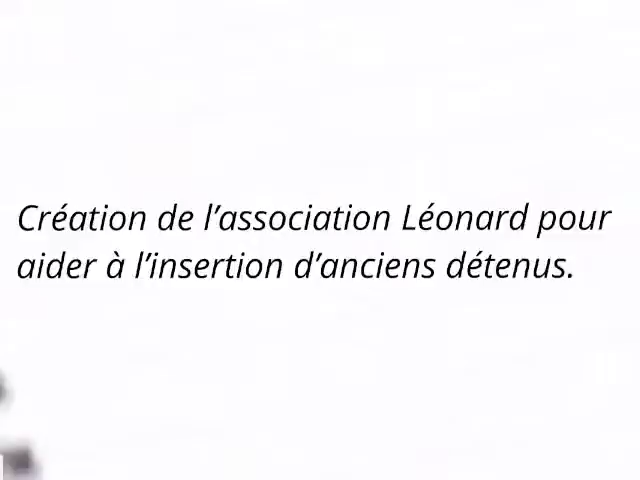 Création de l’association Léonard pour
aider à l’insertion d’anciens détenus.